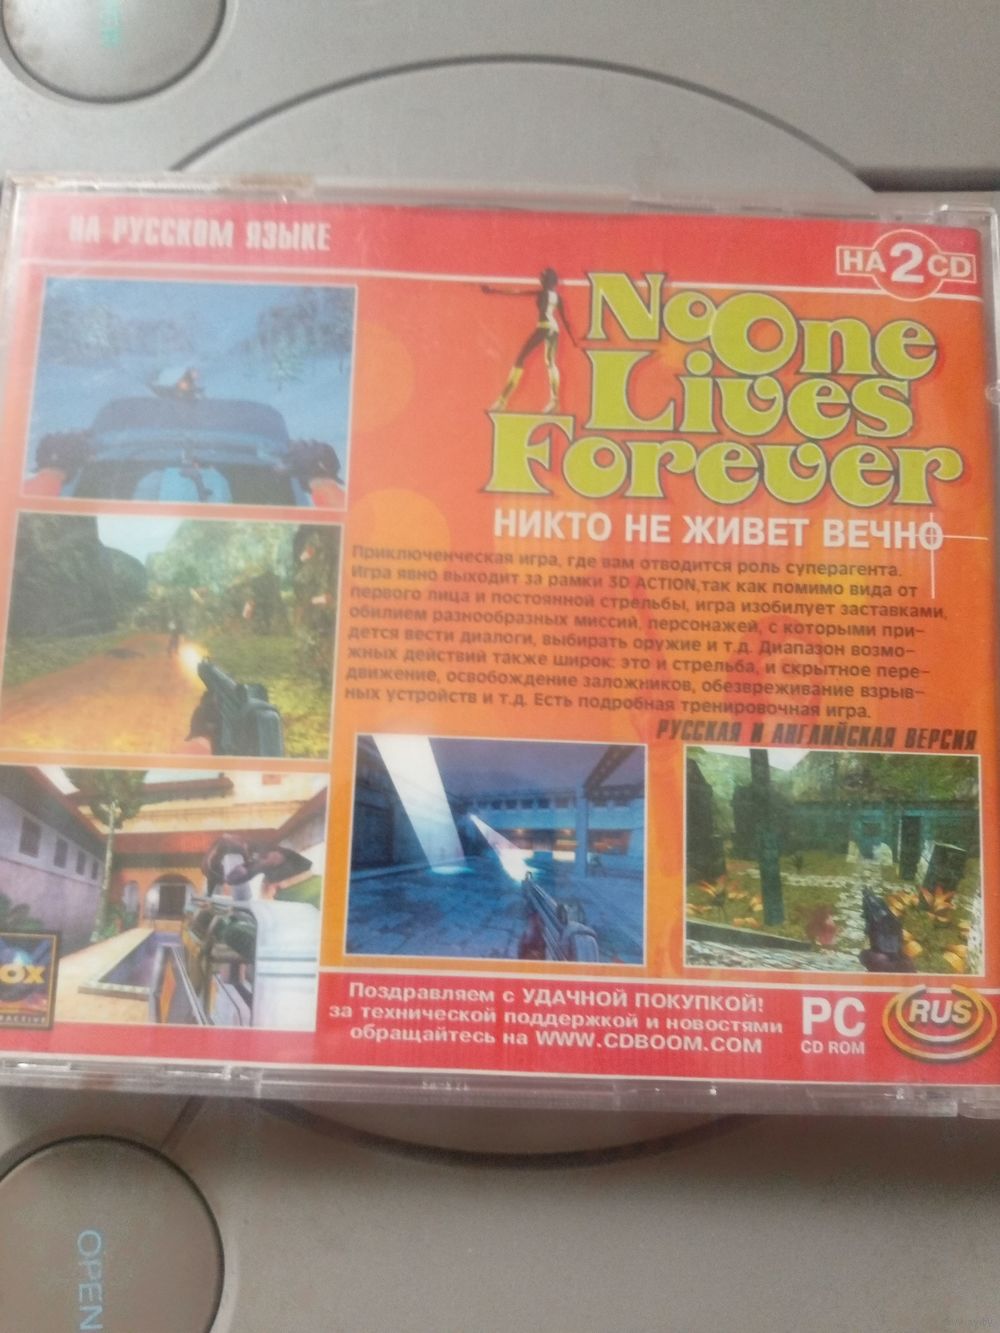 НА РУССКОМ ЯЗЫКЕ
НА 2 CD
No One
Lives
Forever
НИКТО НЕ ЖИВЕТ ВЕЧНО
Приключенческая игра, где вам отводится роль суперагента.
Игра явно выходит за рамки 3D ACTION,так как помимо вида от
первого лица и постоянной стрельбы, игра изобилует заставками,
обилием разнообразных миссий, персонажей, с которыми при-
дется вести диалоги, выбирать оружие и т.д. Диапазон возмо-
жных действий также широк: это и стрельба, и скрытное пере-
движение, освобождение заложников, обезвреживание взрыв-
ных устройств и т.д. Есть подробная тренировочная игра.
РУССКАЯ И АНГЛИЙСКАЯ ВЕРСИЯ
Поздравляем с УДАЧНОЙ ПОКУПКОЙ!
за технической поддержкой и новостями
обращайтесь на WWW.CDBOOM.COM
PC
CD ROM
RUS
OPEN